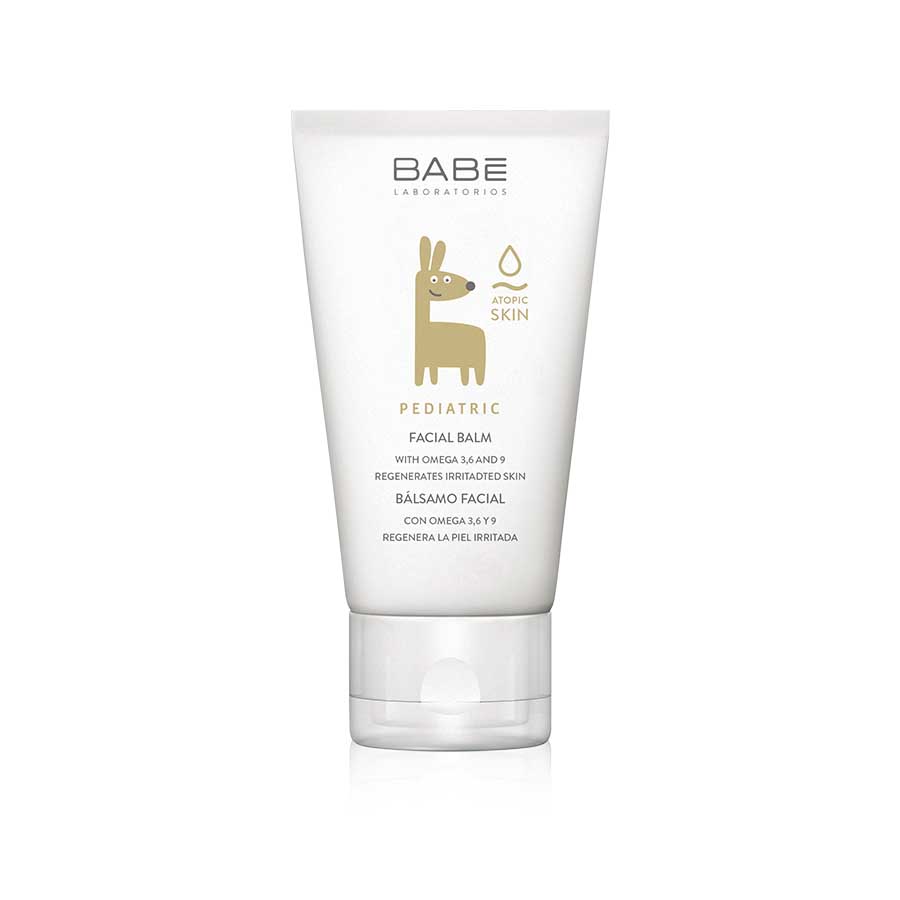 BABĒ
LABORATORIOS
ATOPIC
SKIN
PEDIATRIC
FACIAL BALM
WITH OMEGA 3,6 AND 9
REGENERATES IRRITADTED SKIN
BÁLSAMO FACIAL
CON OMEGA 3,6 Y 9
REGENERA LA PIEL IRRITADA